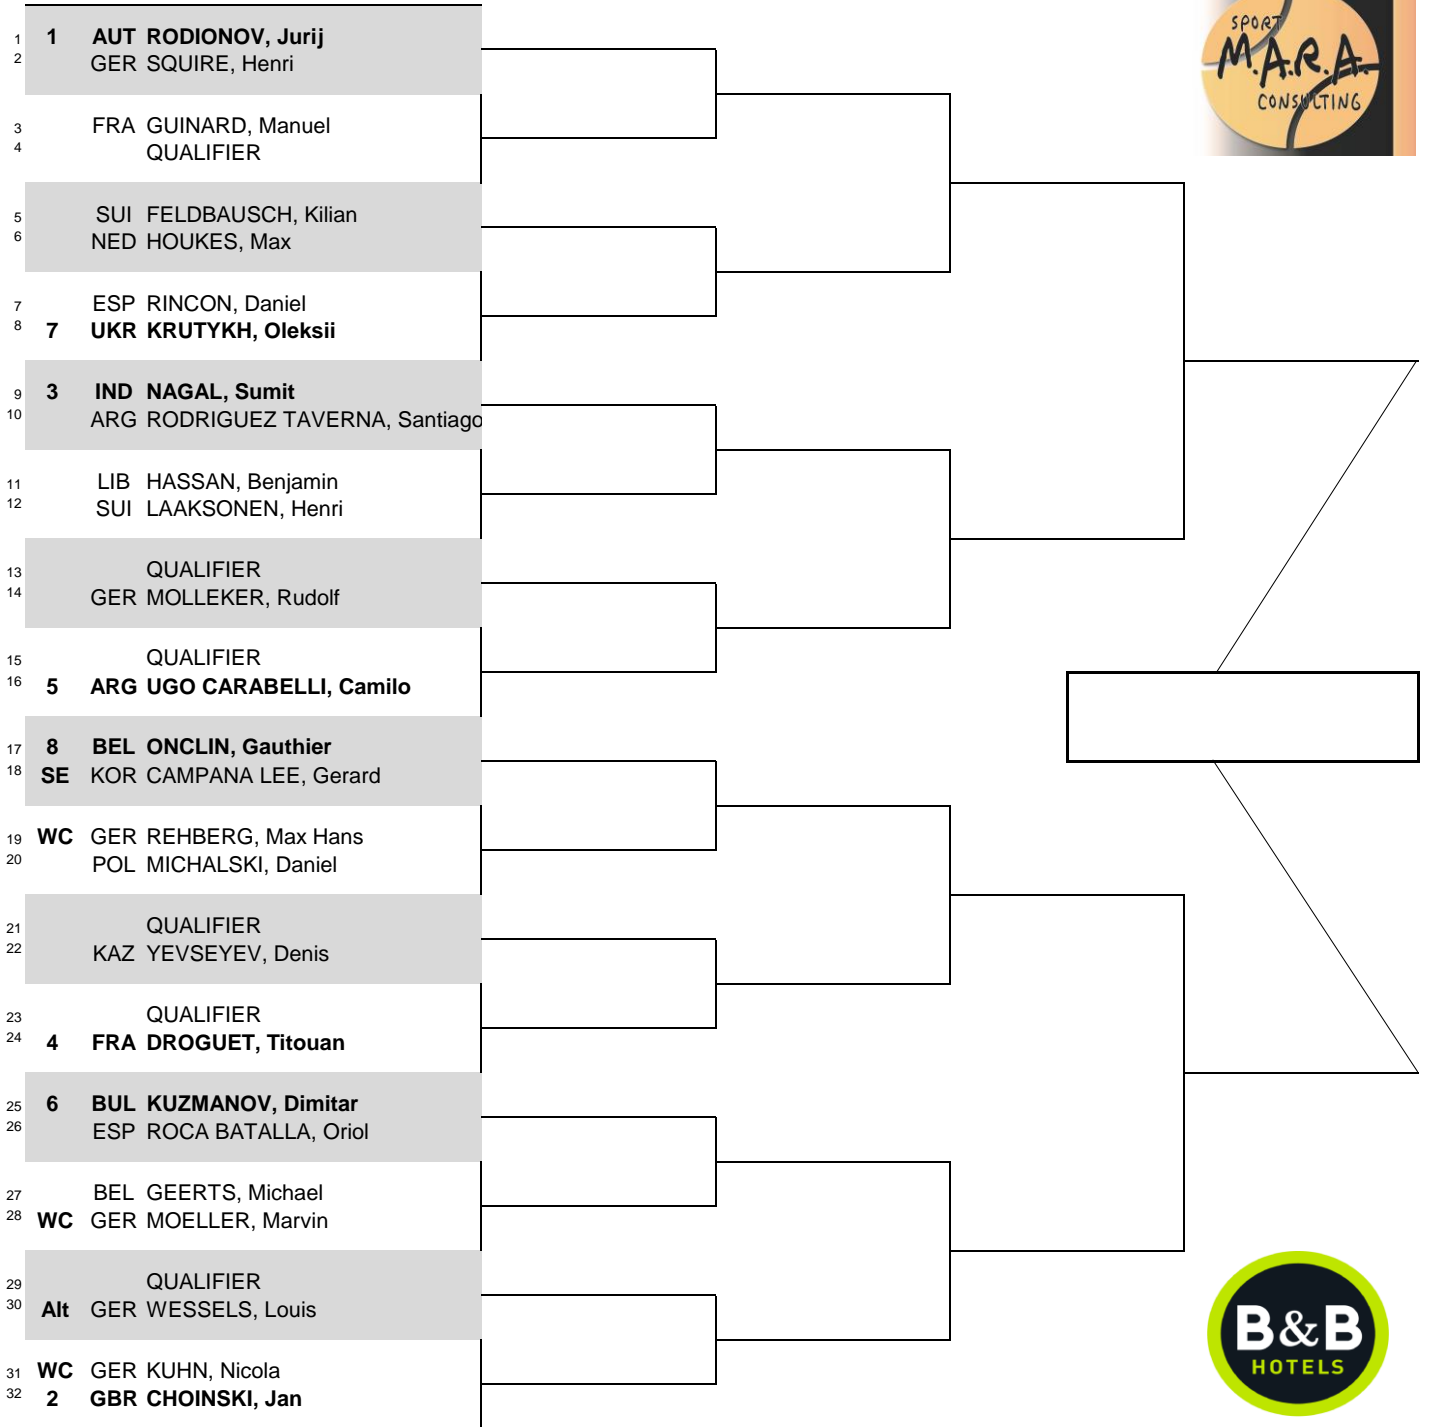 SPORT
M.A.R.A.
CONSULTING
1 1 AUT RODIONOV, Jurij
2 GER SQUIRE, Henri
3 FRA GUINARD, Manuel
4 QUALIFIER
5 SUI FELDBAUSCH, Kilian
6 NED HOUKES, Max
7 ESP RINCON, Daniel
8 7 UKR KRUTYKH, Oleksii
9 3 IND NAGAL, Sumit
10 ARG RODRIGUEZ TAVERNA, Santiago
11 LIB HASSAN, Benjamin
12 SUI LAAKSONEN, Henri
13 QUALIFIER
14 GER MOLLEKER, Rudolf
15 QUALIFIER
16 5 ARG UGO CARABELLI, Camilo
17 8 BEL ONCLIN, Gauthier
18 SE KOR CAMPANA LEE, Gerard
19 WC GER REHBERG, Max Hans
20 POL MICHALSKI, Daniel
21 QUALIFIER
22 KAZ YEVSEYEV, Denis
23 QUALIFIER
24 4 FRA DROGUET, Titouan
25 6 BUL KUZMANOV, Dimitar
26 ESP ROCA BATALLA, Oriol
27 BEL GEERTS, Michael
28 WC GER MOELLER, Marvin
29 QUALIFIER
30 Alt GER WESSELS, Louis
31 WC GER KUHN, Nicola
32 2 GBR CHOINSKI, Jan
B&B
HOTELS